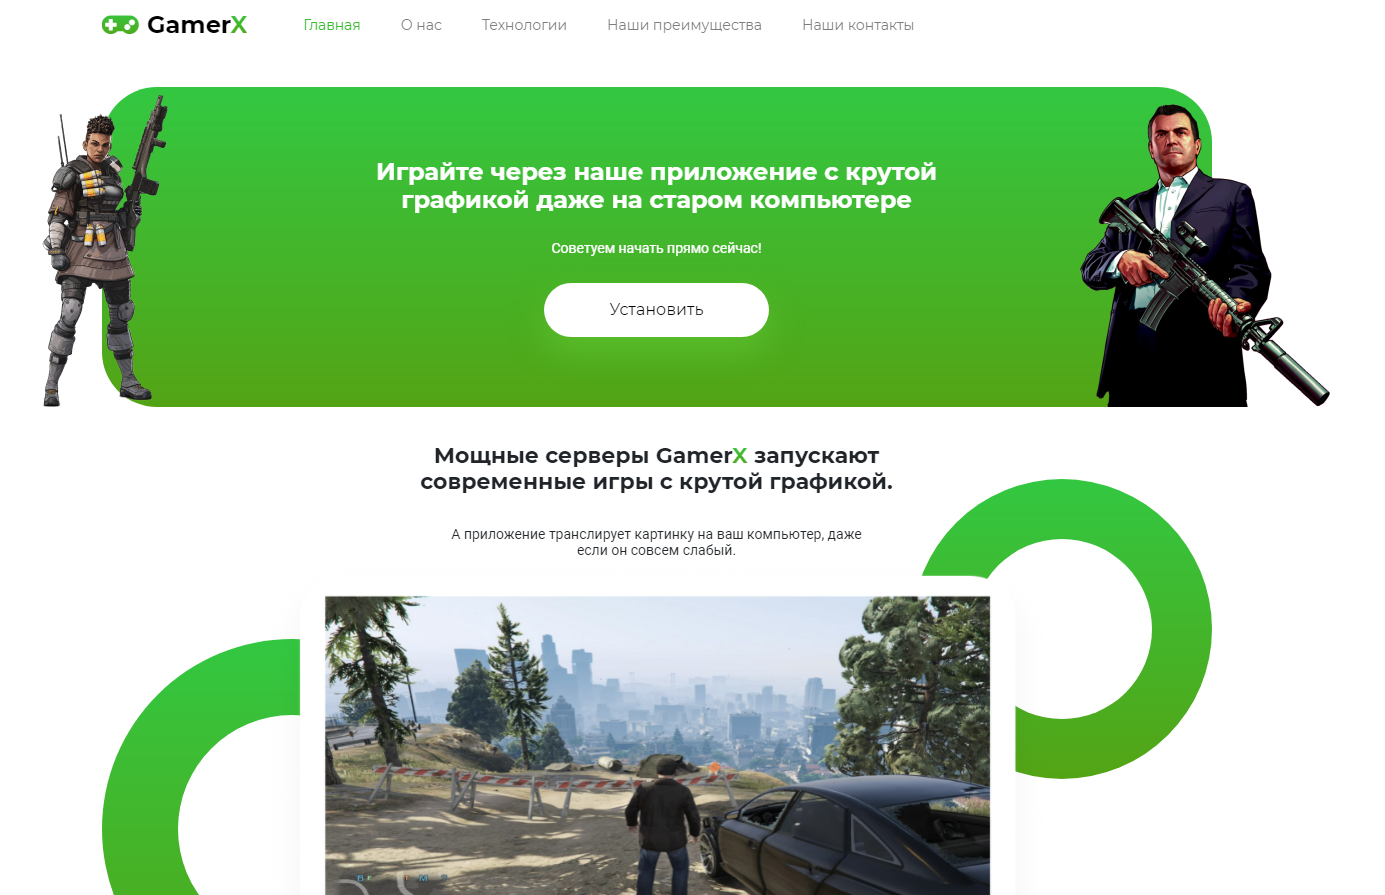 GamerX
Главная
О нас
Технологии
Наши преимущества
Наши контакты
Играйте через наше приложение с крутой
графикой даже на старом компьютере
Советуем начать прямо сейчас!
Установить
Мощные серверы GamerX запускают
современные игры с крутой графикой.
А приложение транслирует картинку на ваш компьютер, даже
если он совсем слабый.